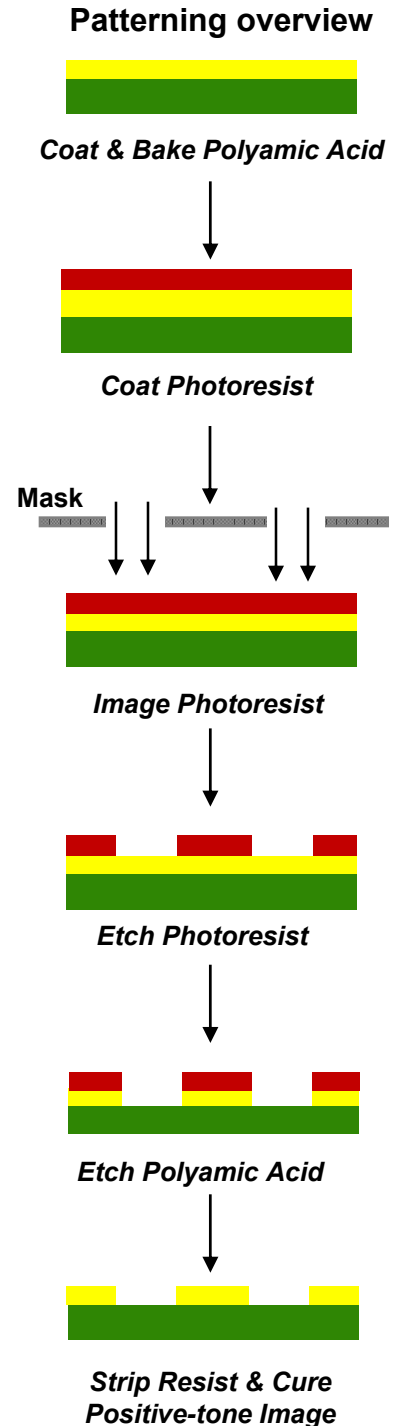 Patterning overview
Coat & Bake Polyamic Acid
Coat Photoresist
Mask
Image Photoresist
Etch Photoresist
Etch Polyamic Acid
Strip Resist & Cure
Positive-tone Image